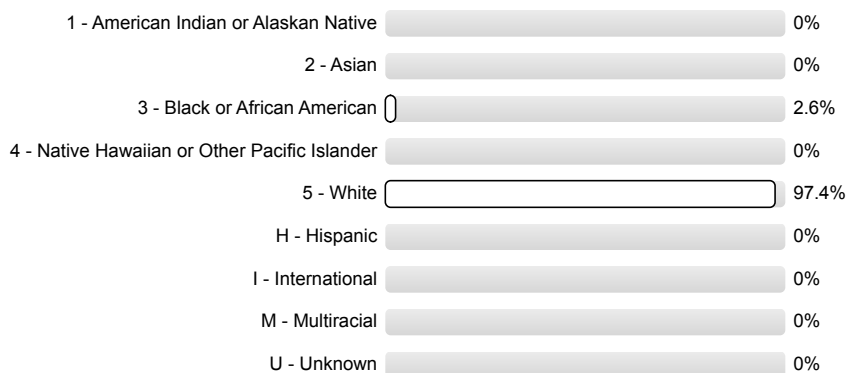 1 - American Indian or Alaskan Native 0%
2 - Asian 0%
3 - Black or African American 2.6%
4 - Native Hawaiian or Other Pacific Islander 0%
5 - White 97.4%
H - Hispanic 0%
I - International 0%
M - Multiracial 0%
U - Unknown 0%